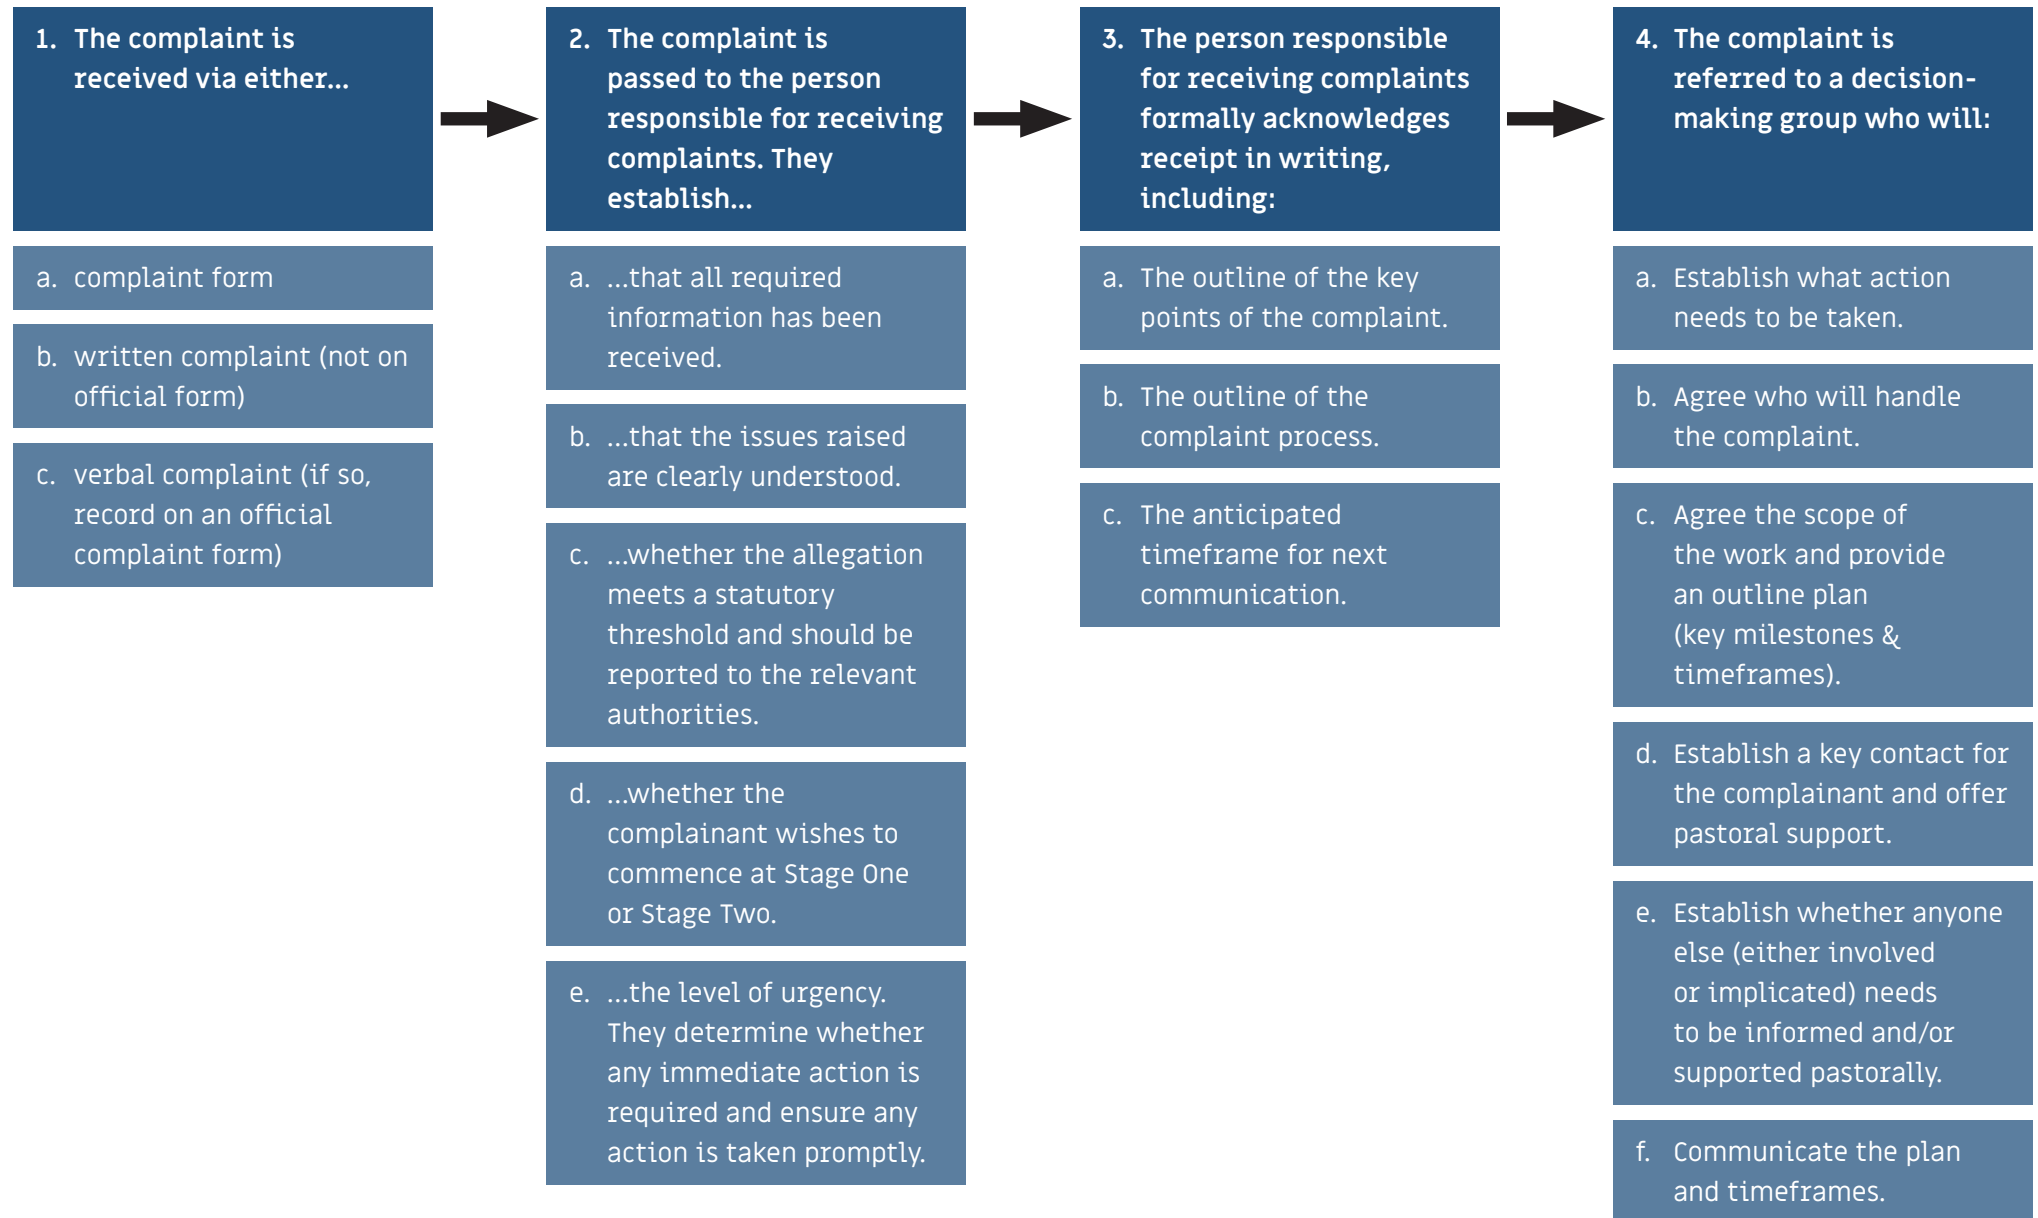 1. The complaint is
received via either...
a. complaint form
b. written complaint (not on
official form)
c. verbal complaint (if so,
record on an official
complaint form)
2. The complaint is
passed to the person
responsible for receiving
complaints. They
establish...
a. ...that all required
information has been
received.
b. ...that the issues raised
are clearly understood.
c. ...whether the allegation
meets a statutory
threshold and should be
reported to the relevant
authorities.
d. ...whether the
complainant wishes to
commence at Stage One
or Stage Two.
e. ...the level of urgency.
They determine whether
any immediate action is
required and ensure any
action is taken promptly.
3. The person responsible
for receiving complaints
formally acknowledges
receipt in writing,
including:
a. The outline of the key
points of the complaint.
b. The outline of the
complaint process.
c. The anticipated
timeframe for next
communication.
4. The complaint is
referred to a decision-
making group who will:
a. Establish what action
needs to be taken.
b. Agree who will handle
the complaint.
c. Agree the scope of
the work and provide
an outline plan
(key milestones &
timeframes).
d. Establish a key contact for
the complainant and offer
pastoral support.
e. Establish whether anyone
else (either involved
or implicated) needs
to be informed and/or
supported pastorally.
f. Communicate the plan
and timeframes.